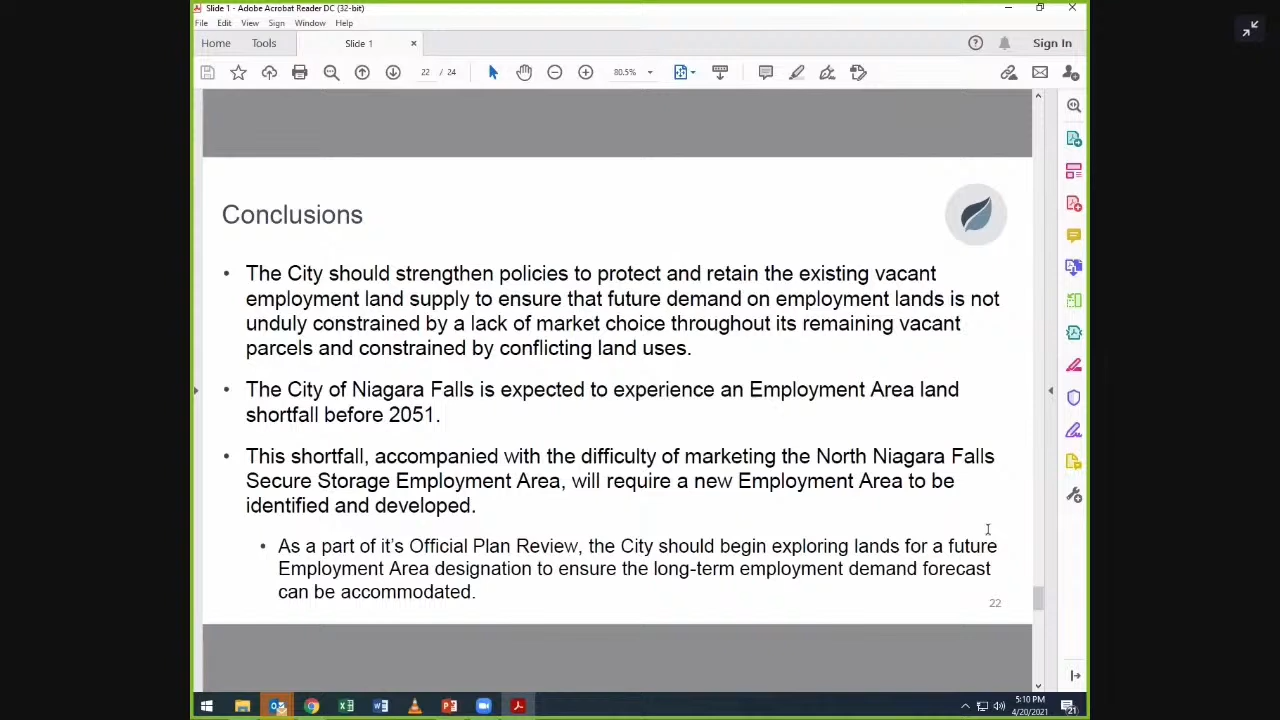 Slide 1 - Adobe Acrobat Reader DC (32-bit)
File Edit View Sign Window Help
Home Tools Slide 1 × Sign In
22 / 24 80.5%
Conclusions
• The City should strengthen policies to protect and retain the existing vacant
employment land supply to ensure that future demand on employment lands is not
unduly constrained by a lack of market choice throughout its remaining vacant
parcels and constrained by conflicting land uses.
• The City of Niagara Falls is expected to experience an Employment Area land
shortfall before 2051.
• This shortfall, accompanied with the difficulty of marketing the North Niagara Falls
Secure Storage Employment Area, will require a new Employment Area to be
identified and developed.
• As a part of it's Official Plan Review, the City should begin exploring lands for a future
Employment Area designation to ensure the long-term employment demand forecast
can be accommodated.
22
5:10 PM
4/20/2021
21